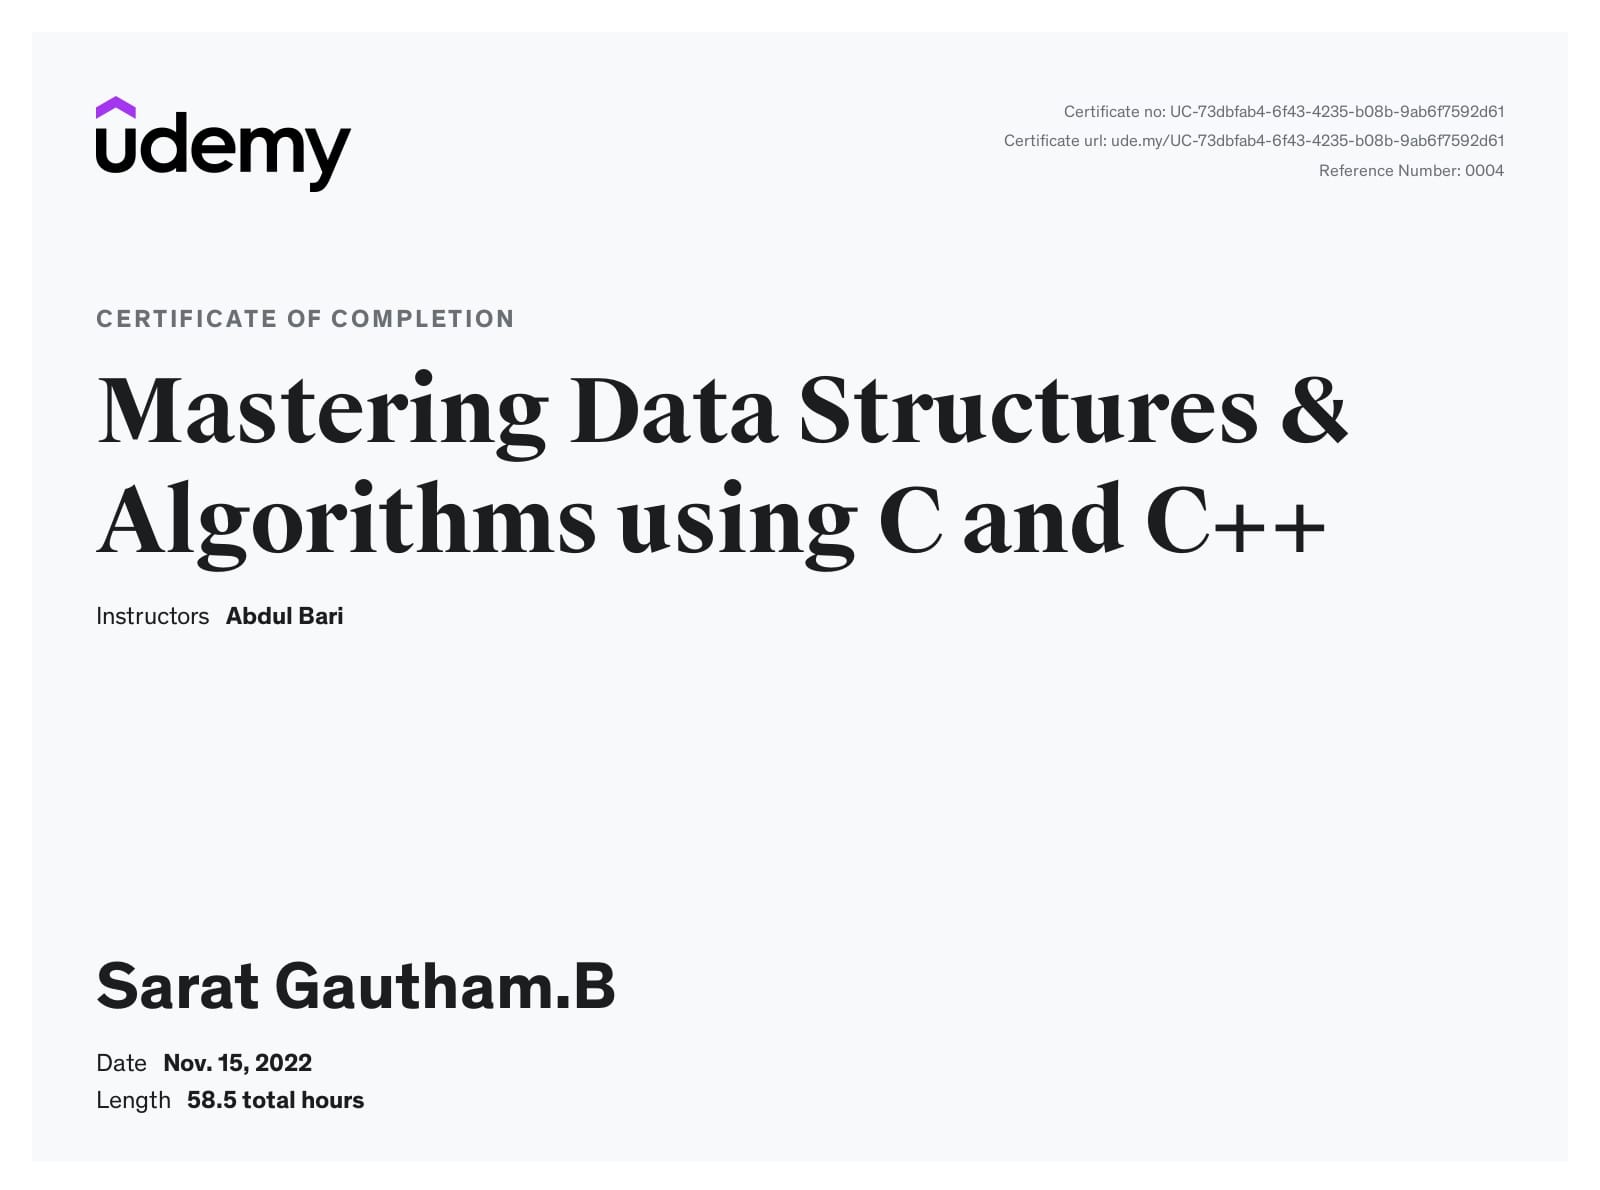 udemy
Certificate no: UC-73dbfab4-6f43-4235-b08b-9ab6f7592d61
Certificate url: ude.my/UC-73dbfab4-6f43-4235-b08b-9ab6f7592d61
Reference Number: 0004
CERTIFICATE OF COMPLETION
Mastering Data Structures &
Algorithms using C and C++
Instructors Abdul Bari
Sarat Gautham.B
Date Nov. 15, 2022
Length 58.5 total hours